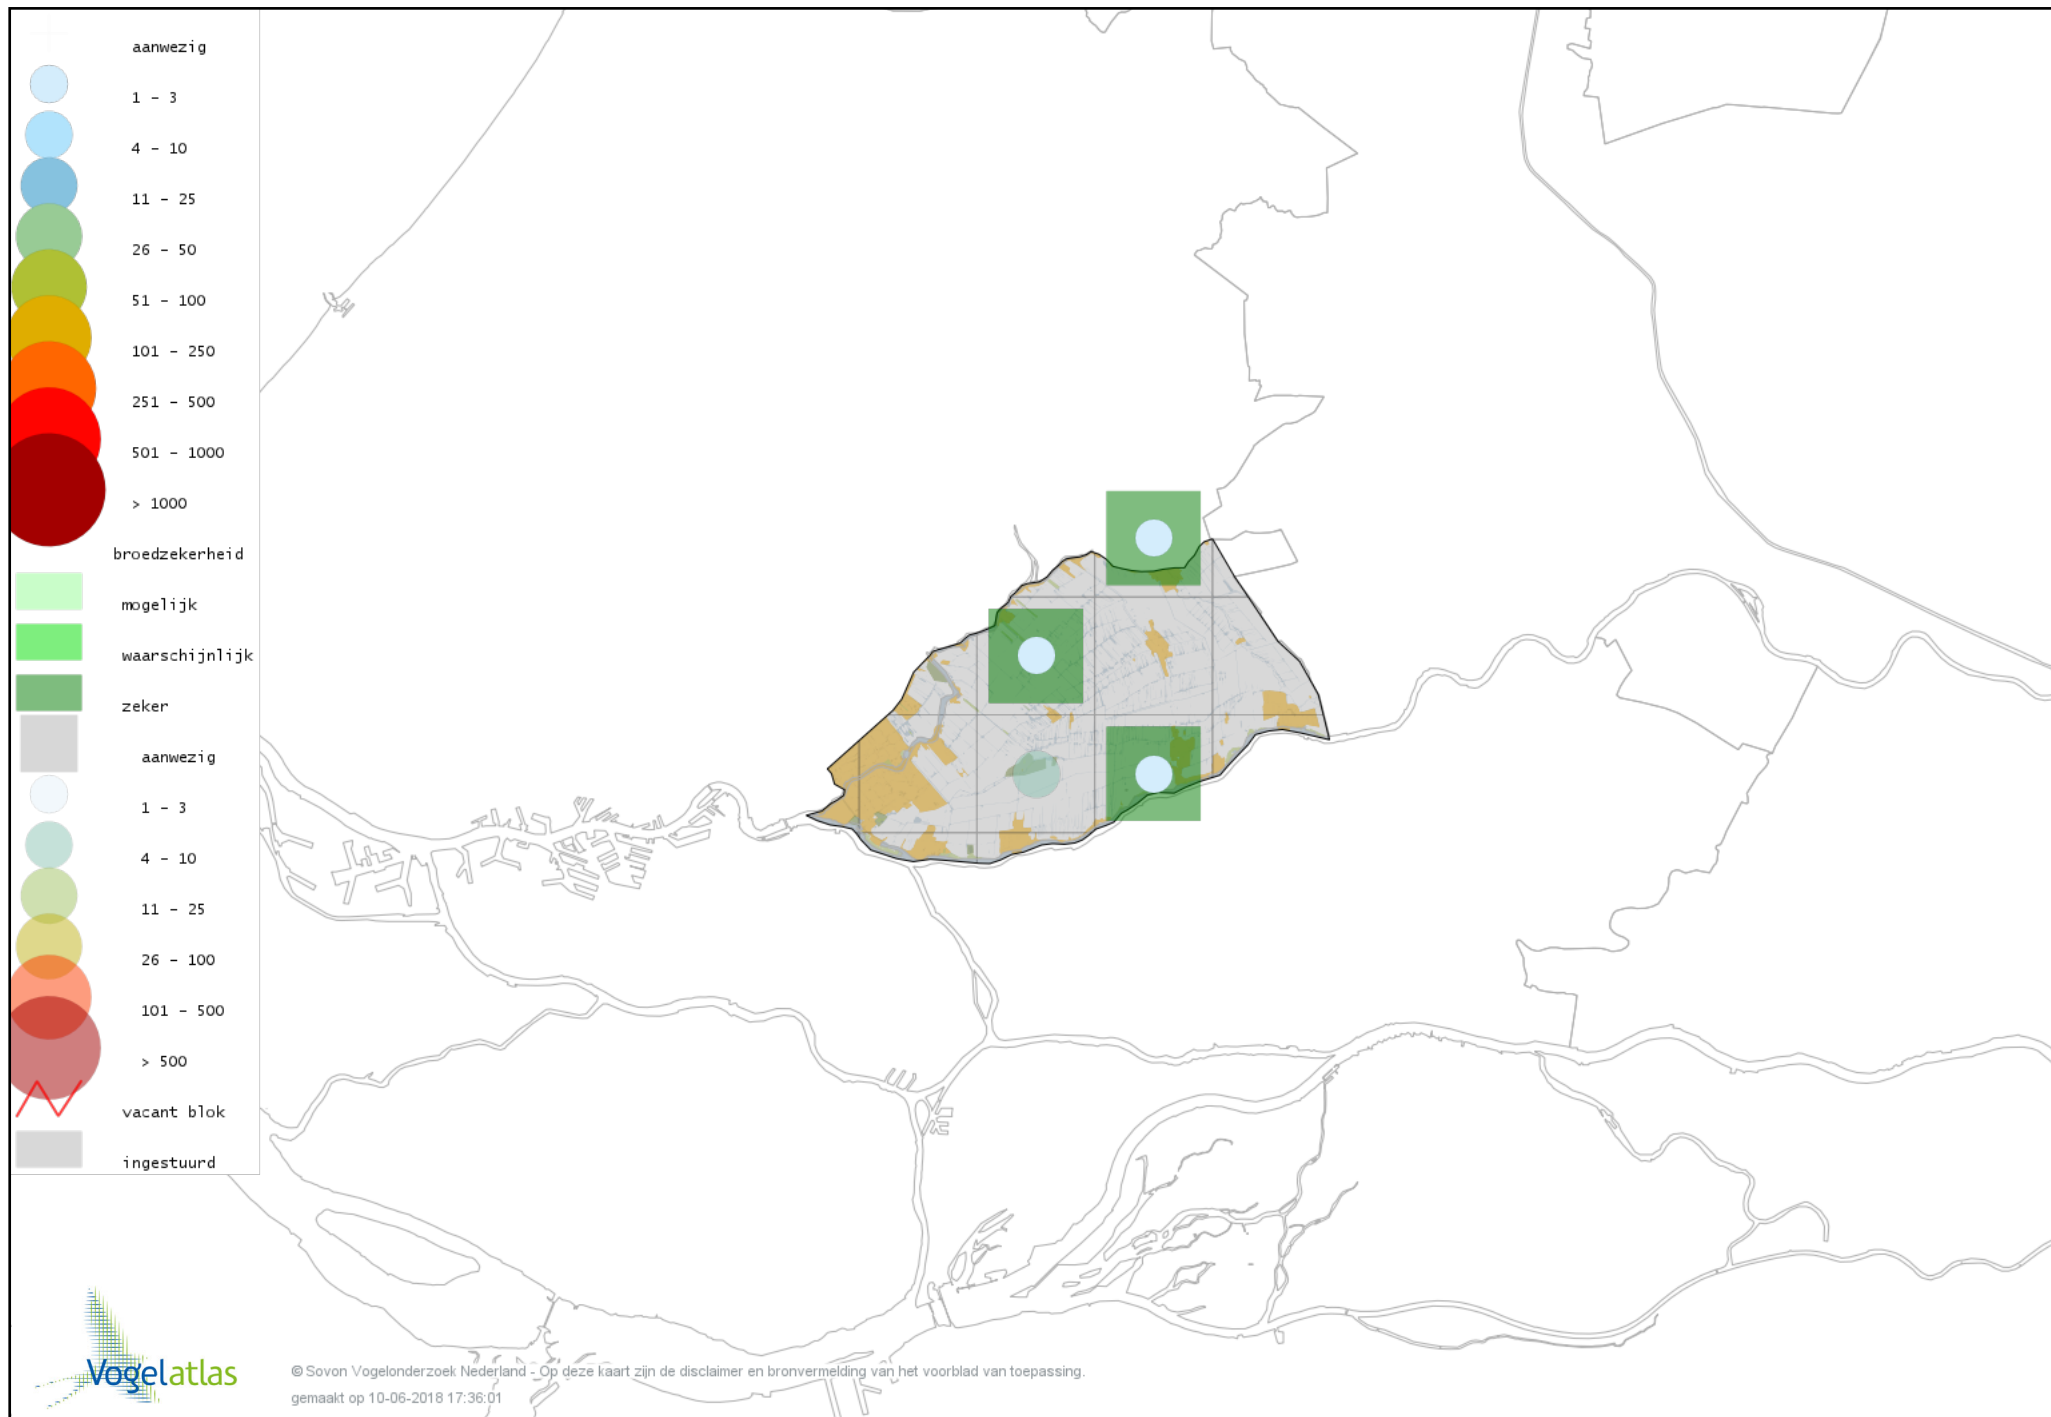 aanwezig
1 - 3
4 - 10
11 - 25
26 - 50
51 - 100
101 - 250
251 - 500
501 - 1000
> 1000
broedzekerheid
mogelijk
waarschijnlijk
zeker
aanwezig
1 - 3
4 - 10
11 - 25
26 - 100
101 - 500
> 500
vacant blok
ingestuurd
Vogelatlas
© Sovon Vogelonderzoek Nederland - Op deze kaart zijn de disclaimer en bronvermelding van het voorblad van toepassing.
gemaakt op 10-06-2018 17:36:01